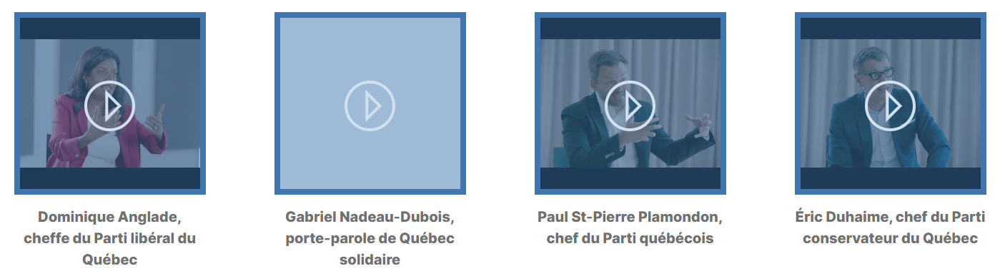 Dominique Anglade,
cheffe du Parti libéral du
Québec
Gabriel Nadeau-Dubois,
porte-parole de Québec
solidaire
Paul St-Pierre Plamondon,
chef du Parti québécois
Éric Duhaime, chef du Parti
conservateur du Québec